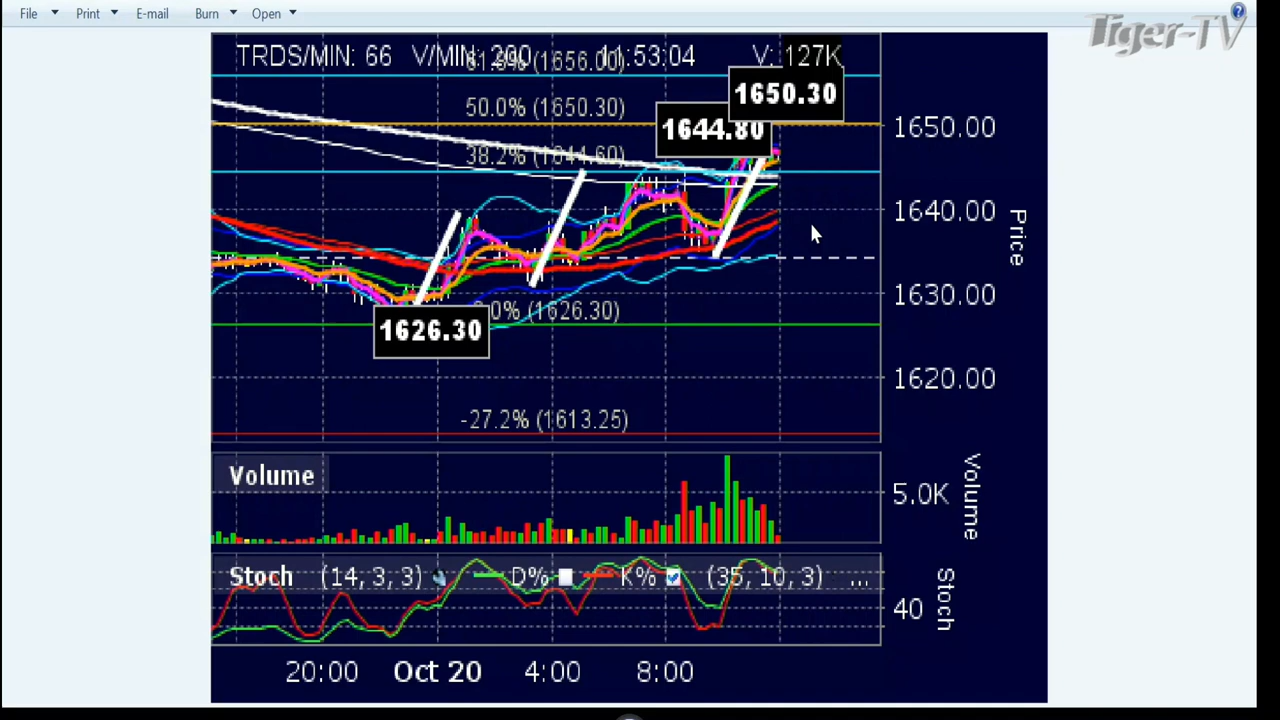 File Print E-mail Burn Open
Tiger-TV
TRDS/MIN: 66 V/MIN: 200 11:53:04 V: 127K
61.8% (1656.00)
1650.30
50.0% (1650.30)
1650.00
1644.80
38.2% (1644.60)
1640.00
Price
1630.00
0.0% (1626.30)
1626.30
1620.00
-27.2% (1613.25)
Volume
5.0K
Volume
Stoch (14, 3, 3) D% K% (35, 10, 3) ...
40
Stoch
20:00 Oct 20 4:00 8:00